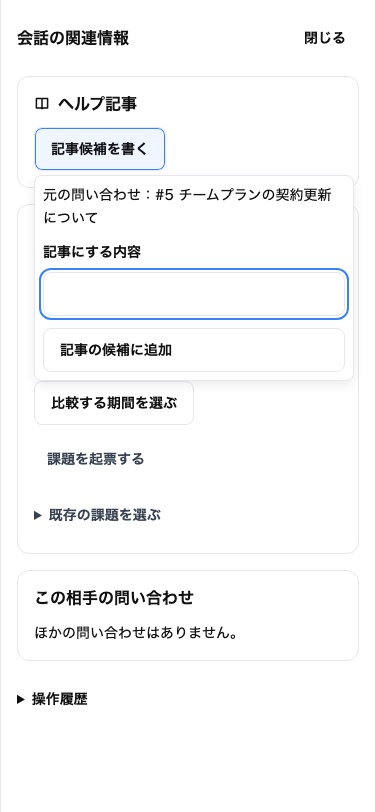 会話の関連情報
閉じる
ヘルプ記事
記事候補を書く
元の問い合わせ：#5 チームプランの契約更新
について
記事にする内容
記事の候補に追加
比較する期間を選ぶ
課題を起票する
▶ 既存の課題を選ぶ
この相手の問い合わせ
ほかの問い合わせはありません。
▶ 操作履歴